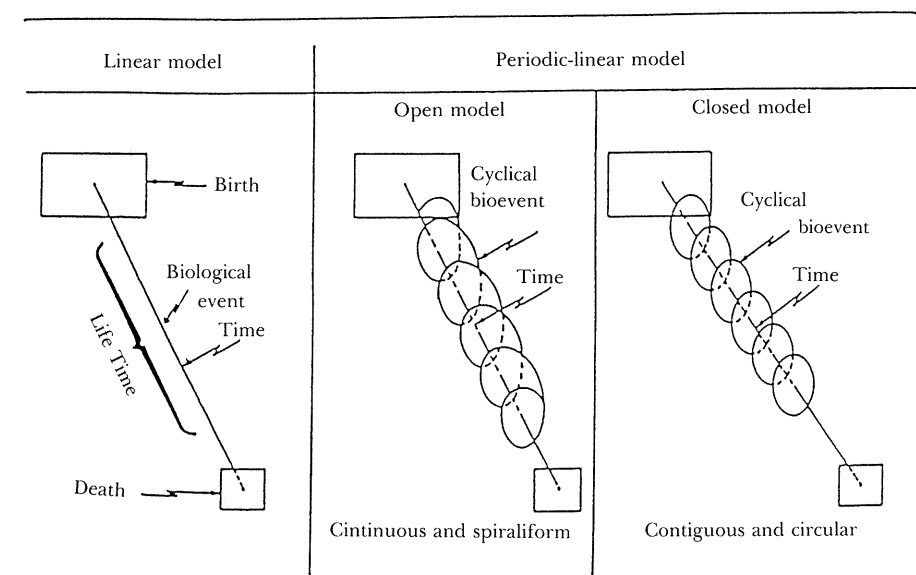 Linear model
Periodic-linear model
Open model
Closed model
Birth
Biological
event
Time
Life Time
Death
Cyclical
bioevent
Time
Cintinuous and spiraliform
Cyclical
bioevent
Time
Contiguous and circular